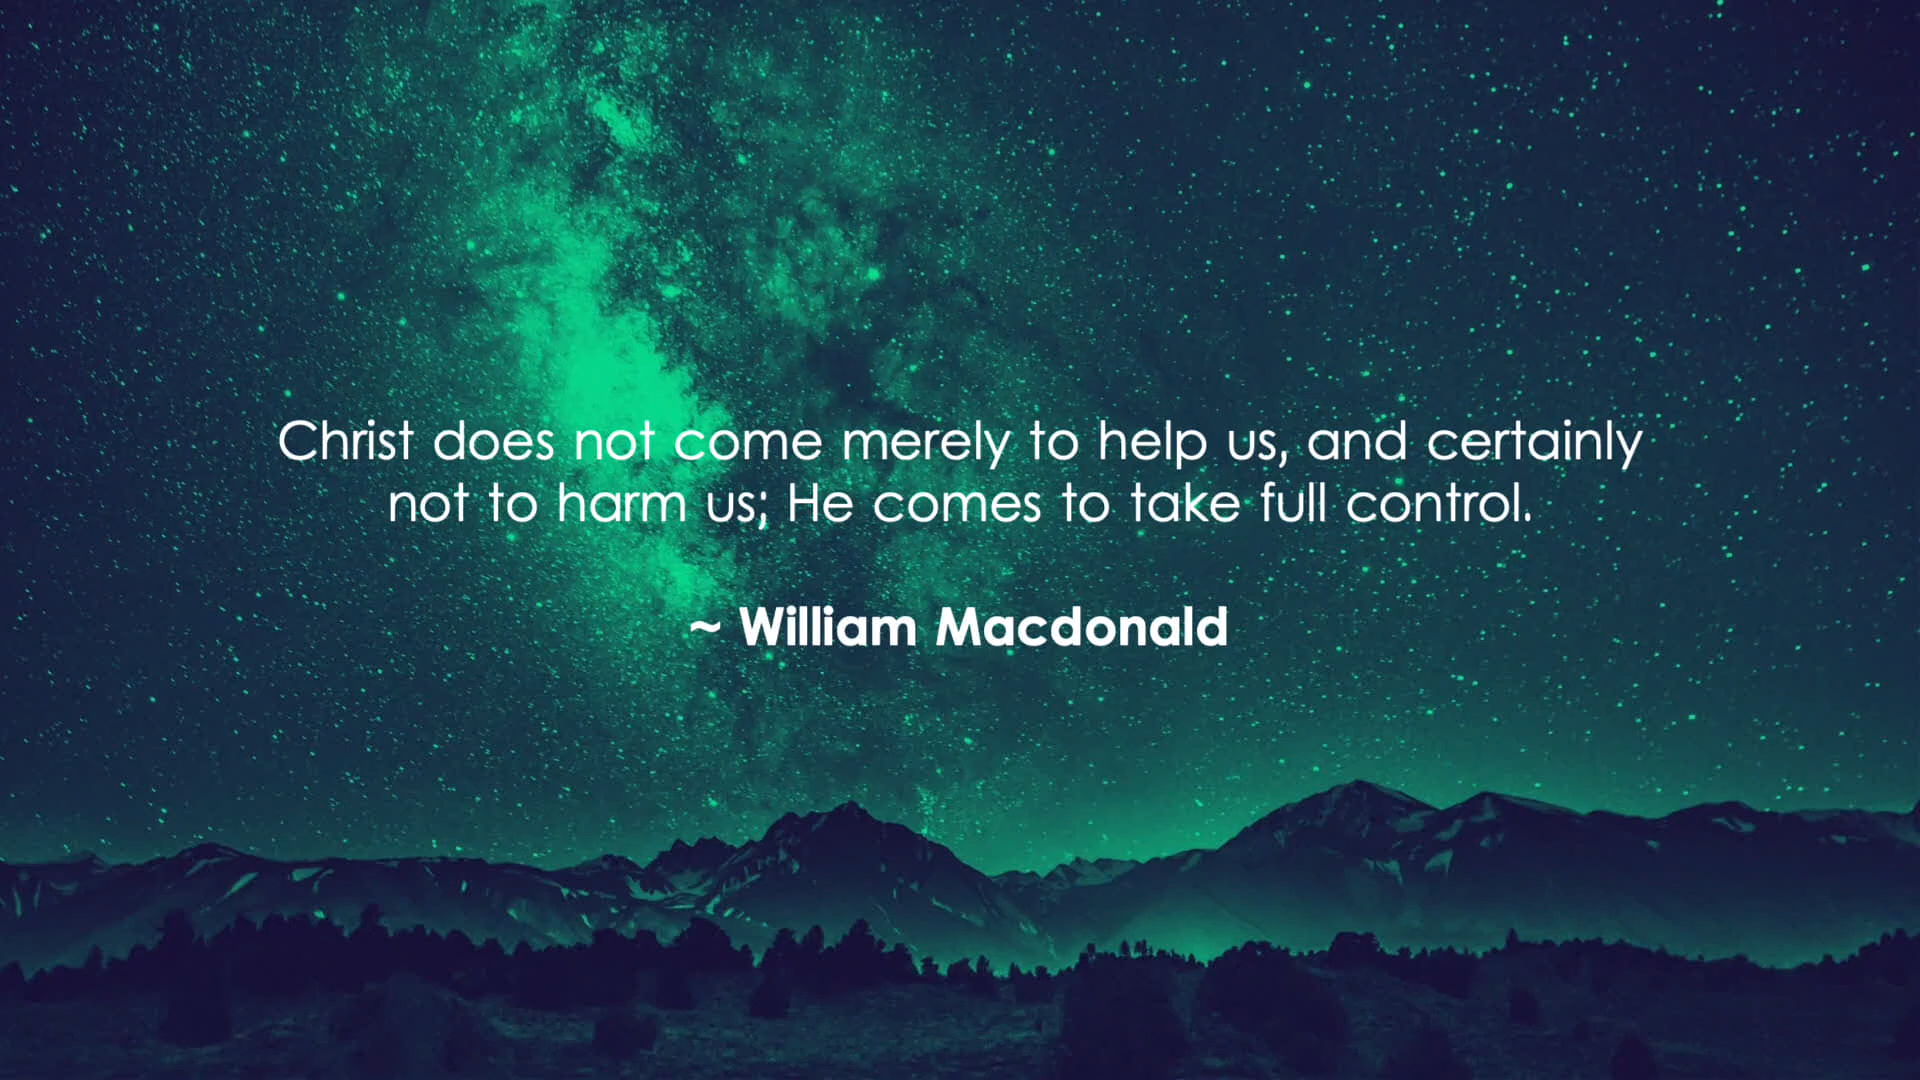 Christ does not come merely to help us, and certainly
not to harm us; He comes to take full control.
~ William Macdonald